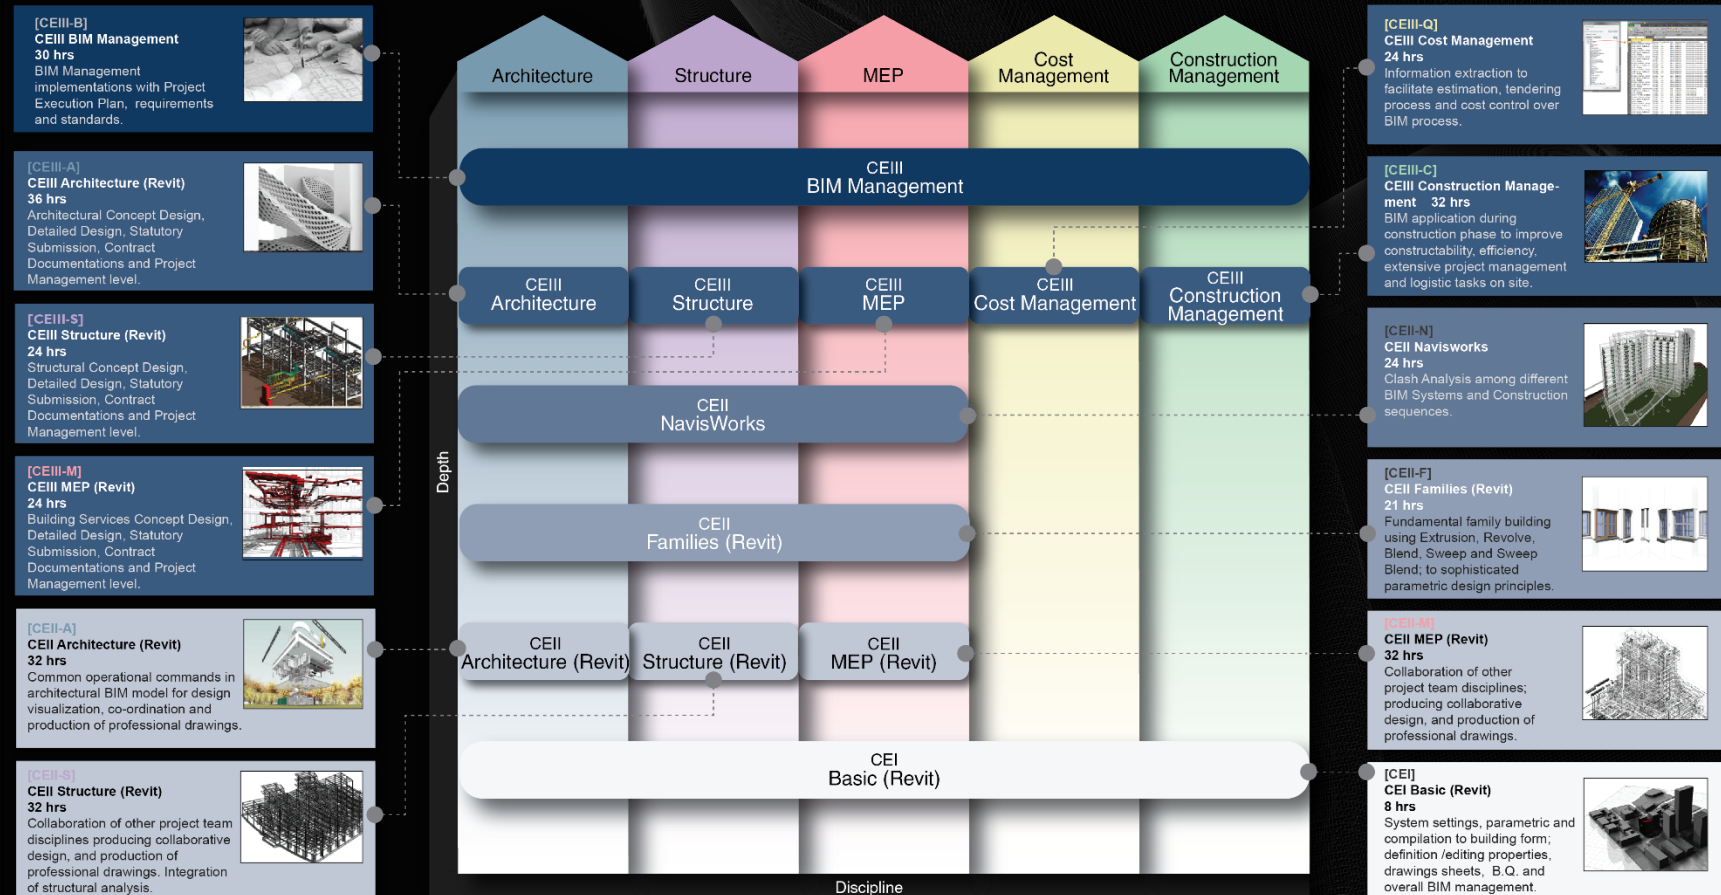 [CEIII-B]
CEIII BIM Management
30 hrs
BIM Management
implementations with Project
Execution Plan, requirements
and standards.
[CEIII-A]
CEIII Architecture (Revit)
36 hrs
Architectural Concept Design,
Detailed Design, Statutory
Submission, Contract
Documentations and Project
Management level.
[CEIII-S]
CEIII Structure (Revit)
24 hrs
Structural Concept Design,
Detailed Design, Statutory
Submission, Contract
Documentations and Project
Management level.
[CEIII-M]
CEIII MEP (Revit)
24 hrs
Building Services Concept Design,
Detailed Design, Statutory
Submission, Contract
Documentations and Project
Management level.
[CEII-A]
CEII Architecture (Revit)
32 hrs
Common operational commands in
architectural BIM model for design
visualization, co-ordination and
production of professional drawings.
[CEII-S]
CEII Structure (Revit)
32 hrs
Collaboration of other project team
disciplines producing collaborative
design, and production of
professional drawings. Integration
of structural analysis.
Architecture
Structure
MEP
Cost
Management
Construction
Management
CEIII
BIM Management
CEIII
Architecture
CEIII
Structure
CEIII
MEP
CEIII
Cost Management
CEIII
Construction
Management
CEII
NavisWorks
Depth
CEII
Families (Revit)
CEII
Architecture (Revit)
CEII
Structure (Revit)
CEII
MEP (Revit)
CEI
Basic (Revit)
Discipline
[CEIII-Q]
CEIII Cost Management
24 hrs
Information extraction to
facilitate estimation, tendering
process and cost control over
BIM process.
[CEIII-C]
CEIII Construction Manage-
ment 32 hrs
BIM application during
construction phase to improve
constructability, efficiency,
extensive project management
and logistic tasks on site.
[CEII-N]
CEII Navisworks
24 hrs
Clash Analysis among different
BIM Systems and Construction
sequences.
[CEII-F]
CEII Families (Revit)
21 hrs
Fundamental family building
using Extrusion, Revolve,
Blend, Sweep and Sweep
Blend; to sophisticated
parametric design principles.
[CEII-M]
CEII MEP (Revit)
32 hrs
Collaboration of other
project team disciplines;
producing collaborative
design, and production of
professional drawings.
[CEI]
CEI Basic (Revit)
8 hrs
System settings, parametric and
compilation to building form;
definition /editing properties,
drawings sheets, B.Q. and
overall BIM management.